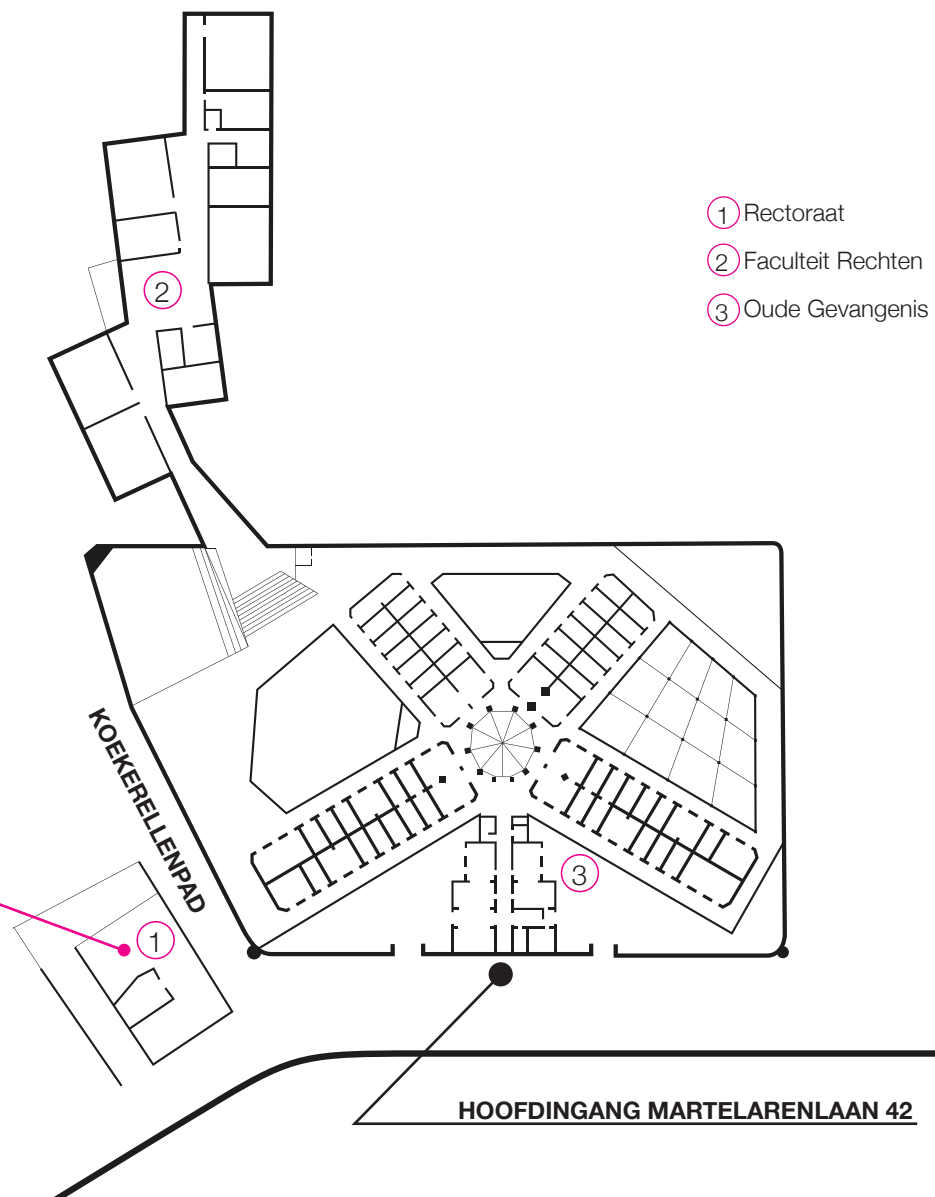 1 Rectoraat
2 Faculteit Rechten
3 Oude Gevangenis
2
KOEKERELLENPAD
3
1
HOOFDINGANG MARTELARENLAAN 42